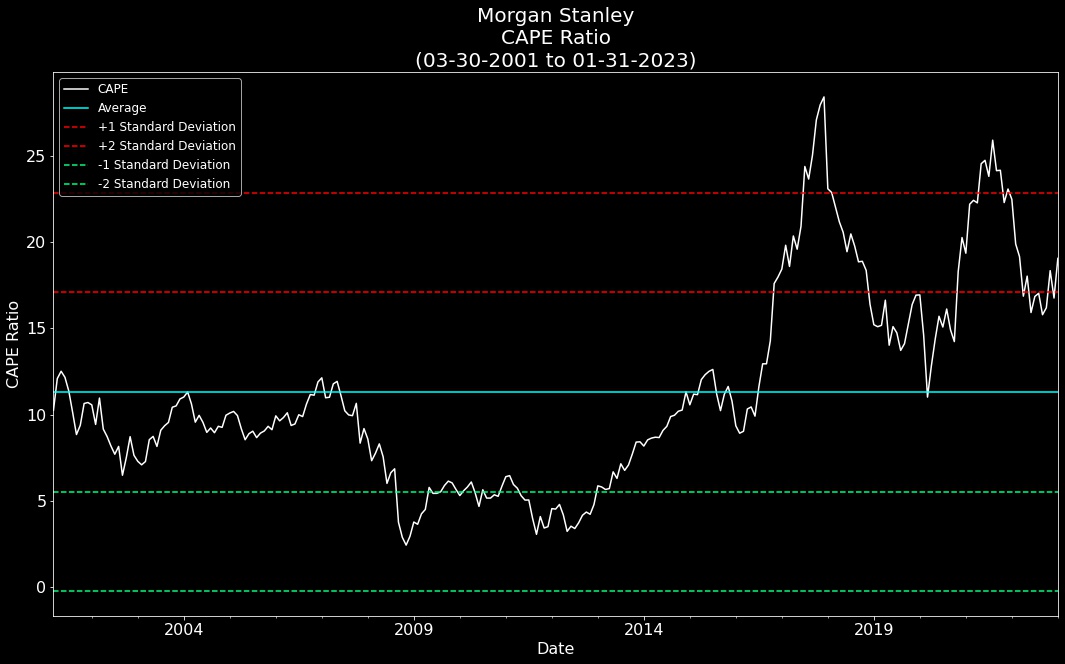 Morgan Stanley
CAPE Ratio
(03-30-2001 to 01-31-2023)
CAPE
Average
+1 Standard Deviation
+2 Standard Deviation
-1 Standard Deviation
-2 Standard Deviation
CAPE Ratio
25
20
15
10
5
0
2004
2009
2014
2019
Date